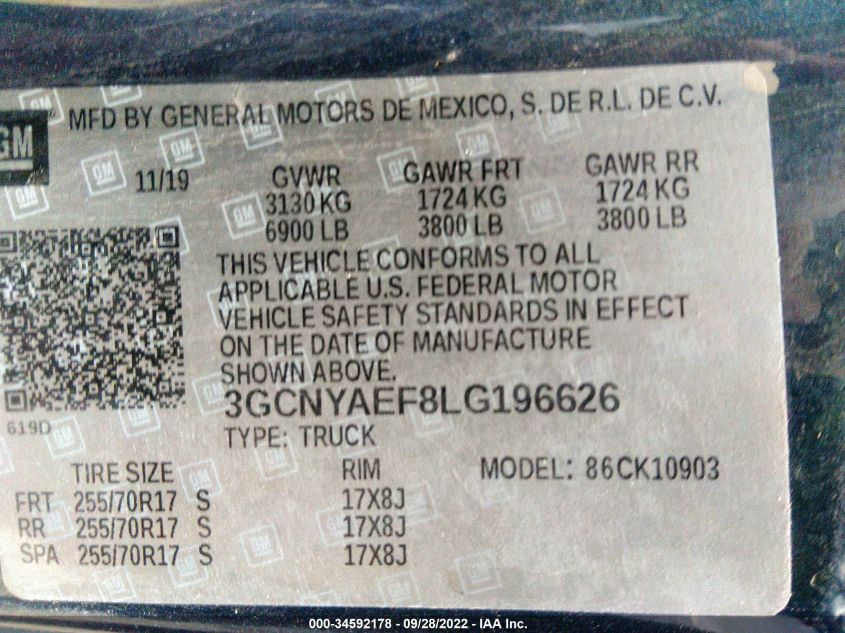 GM
MFD BY GENERAL MOTORS DE MEXICO, S. DE R.L. DE C.V.
11/19 GVWR GAWR FRT GAWR RR
3130 KG 1724 KG 1724 KG
6900 LB 3800 LB 3800 LB
THIS VEHICLE CONFORMS TO ALL
APPLICABLE U.S. FEDERAL MOTOR
VEHICLE SAFETY STANDARDS IN EFFECT
ON THE DATE OF MANUFACTURE
SHOWN ABOVE.
3GCNYAEF8LG196626
619D
TYPE: TRUCK
TIRE SIZE RIM MODEL: 86CK10903
FRT 255/70R17 S 17X8J
RR 255/70R17 S 17X8J
SPA 255/70R17 S 17X8J
000-34592178 - 09/28/2022 - IAA Inc.